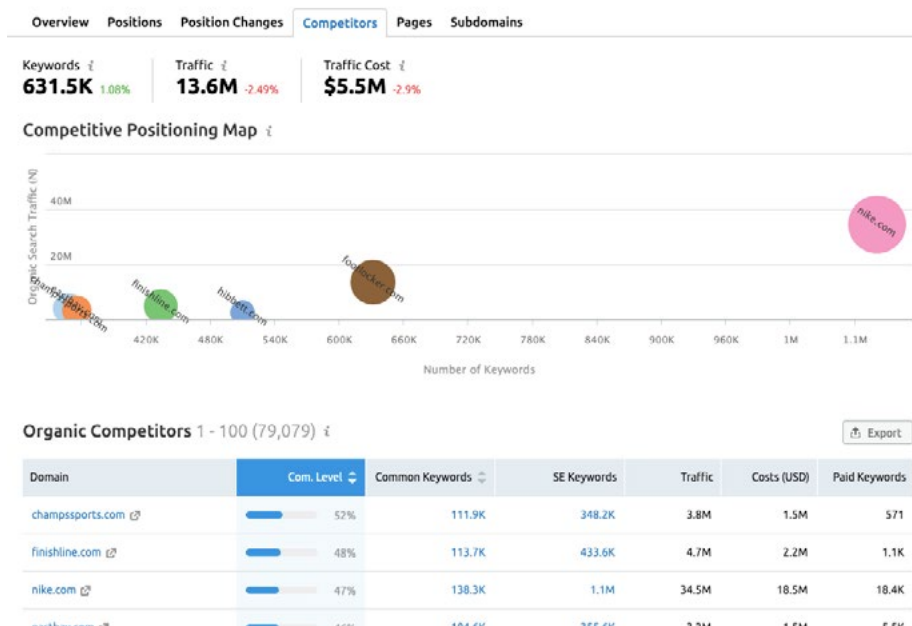 Overview Positions Position Changes Competitors Pages Subdomains
Keywords i Traffic i Traffic Cost i
631.5K 1.08% 13.6M -2.49% $5.5M -2.9%
Competitive Positioning Map i
Organic Search Traffic (N)
40M
20M
nike.com
footlocker.com
finishline.com
hibbett.com
champssports.com
420K 480K 540K 600K 660K 720K 780K 840K 900K 960K 1M 1.1M
Number of Keywords
Organic Competitors 1 - 100 (79,079) i
Export
Domain Com. Level Common Keywords SE Keywords Traffic Costs (USD) Paid Keywords
champssports.com 52% 111.9K 348.2K 3.8M 1.5M 571
finishline.com 48% 113.7K 433.6K 4.7M 2.2M 1.1K
nike.com 47% 138.3K 1.1M 34.5M 18.5M 18.4K